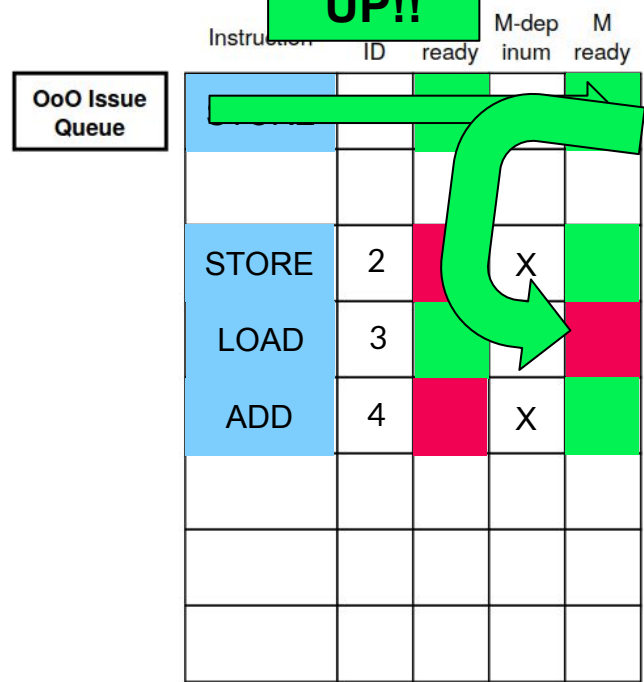 UP!!
Instruction ID ready M-dep inum M ready
OoO Issue
Queue
STORE 2 X
LOAD 3
ADD 4 X